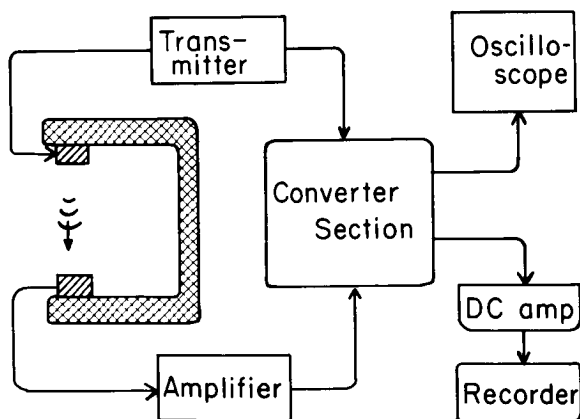 Trans-
mitter
Oscillo-
scope
Converter
Section
DC amp
Amplifier
Recorder